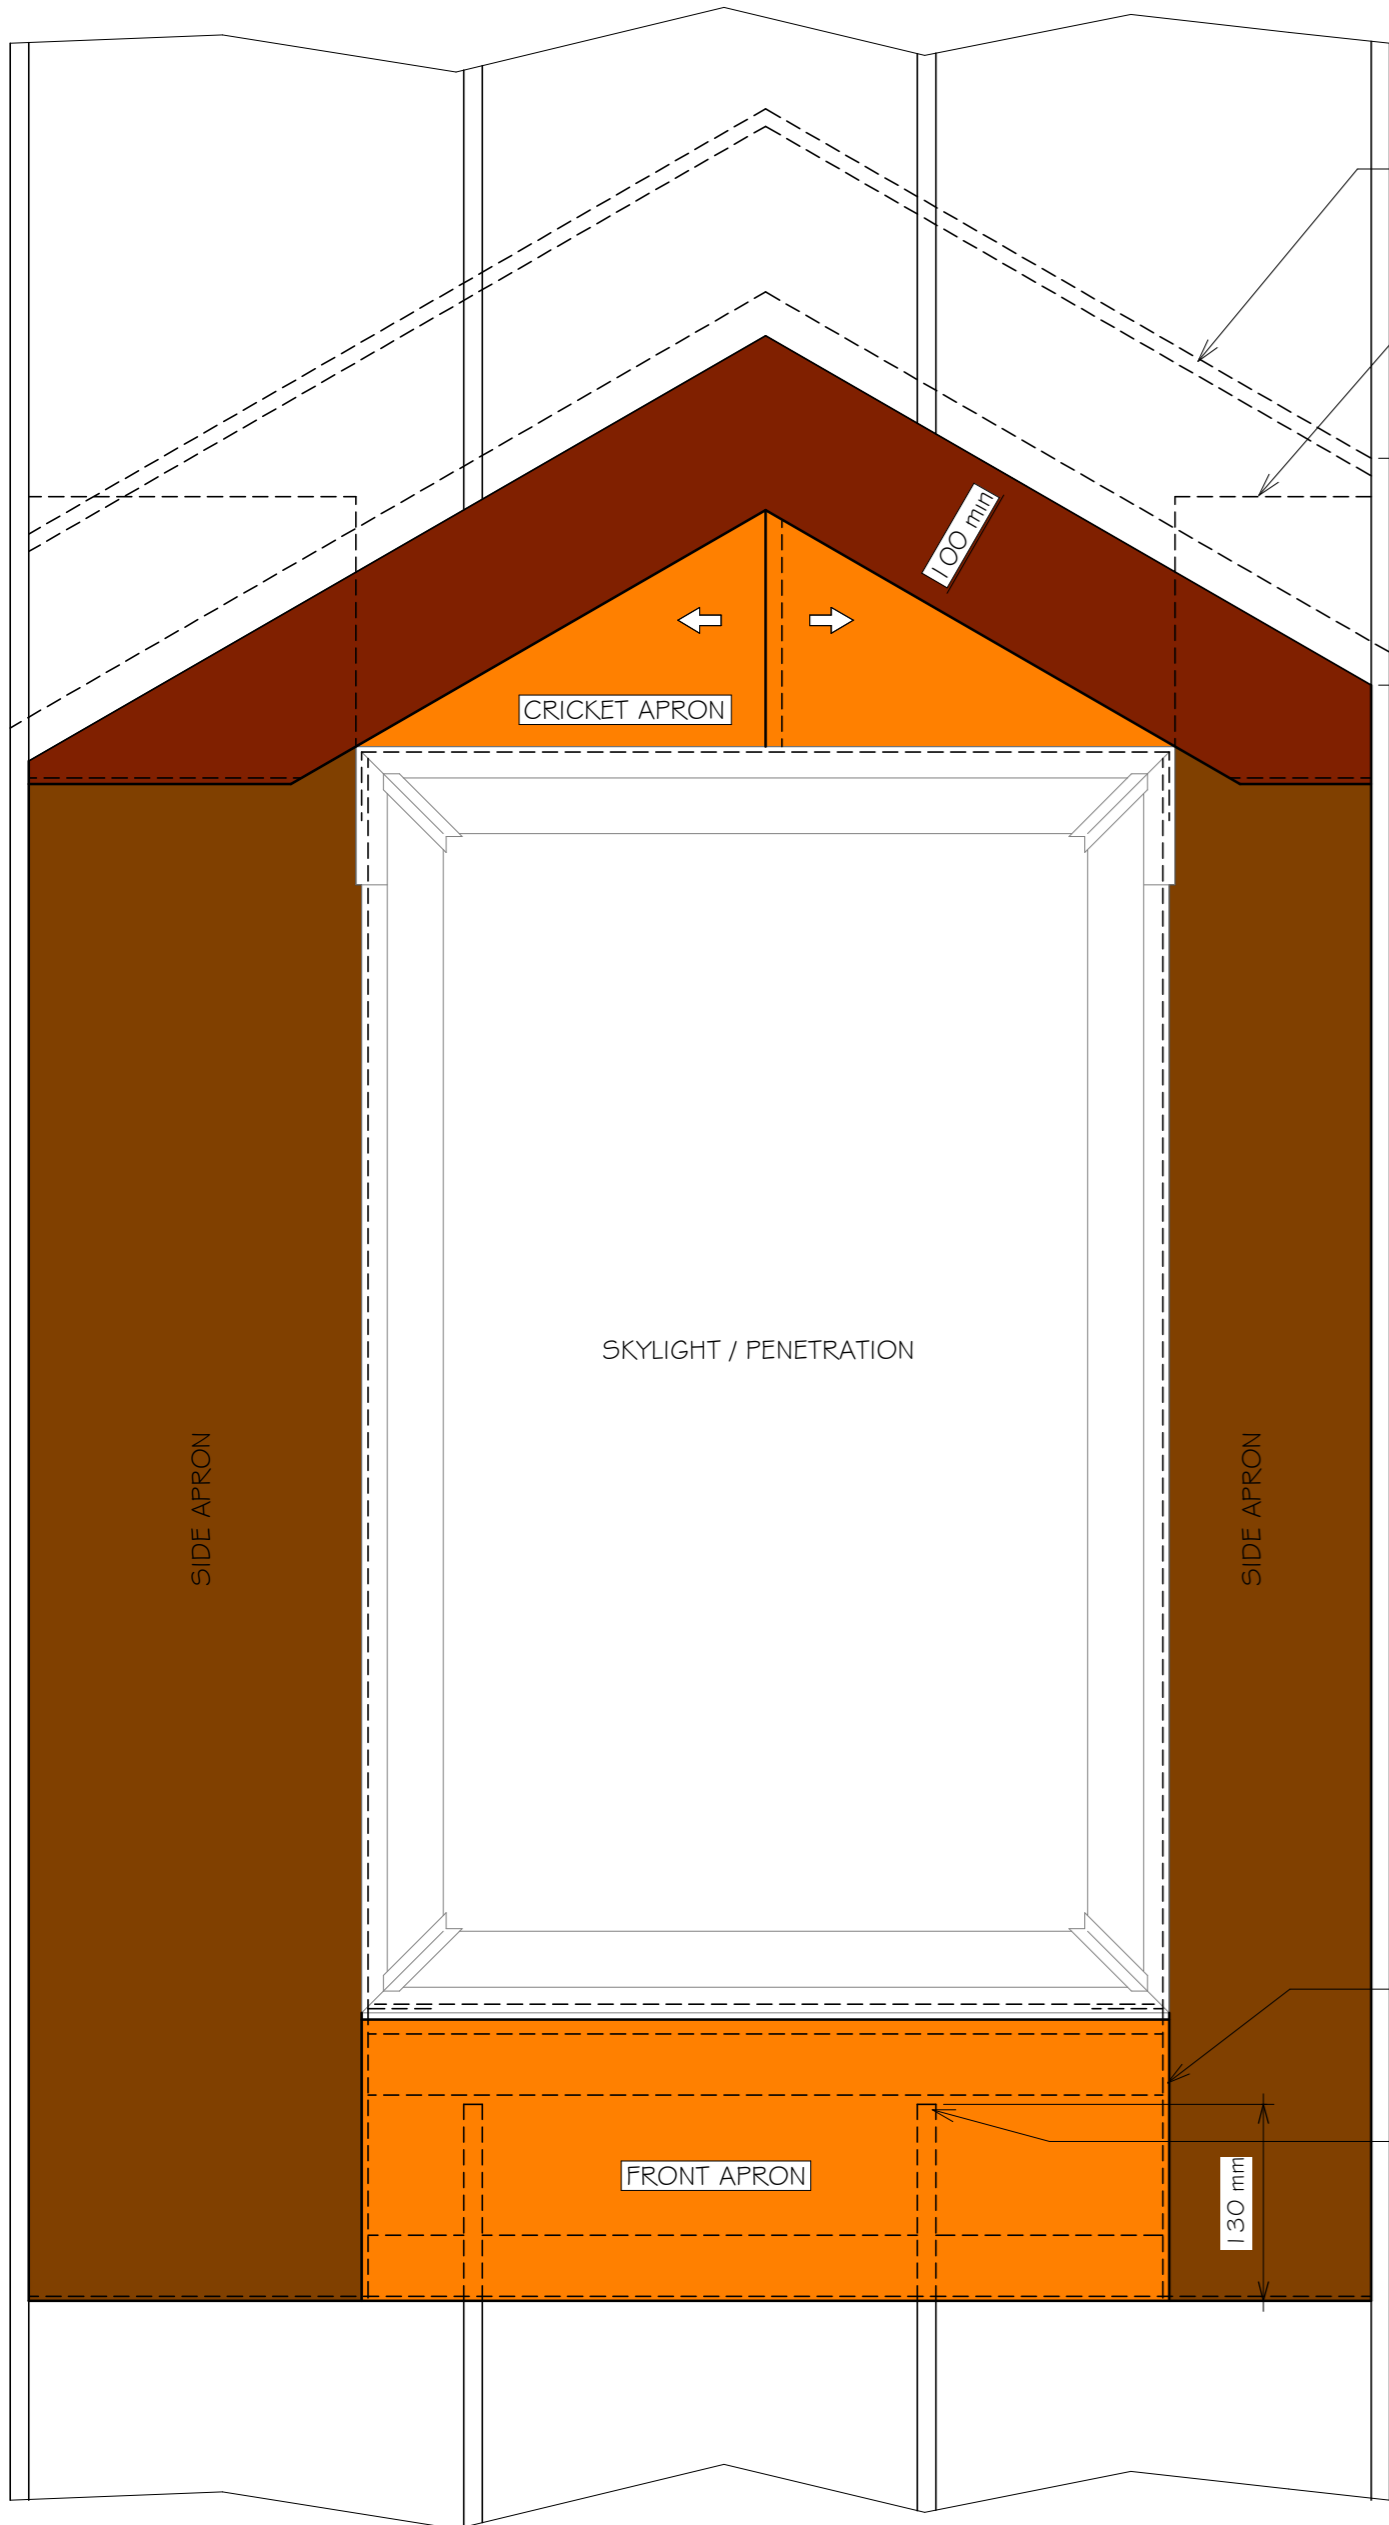 100 min
CRICKET APRON
SKYLIGHT / PENETRATION
SIDE APRON
SIDE APRON
FRONT APRON
130 mm